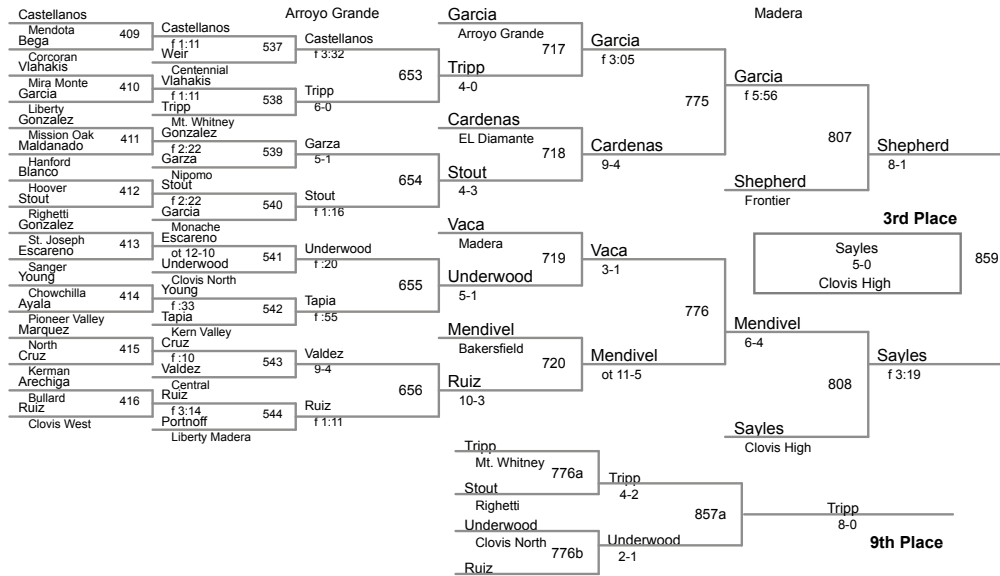 Arroyo Grande
Madera
Castellanos
Mendota
409
Bega
Corcoran
Vlahakis
Mira Monte
410
Garcia
Liberty
Gonzalez
Mission Oak
411
Maldanado
Hanford
Blanco
Hoover
412
Stout
Righetti
Gonzalez
St. Joseph
413
Escareno
Sanger
Young
Chowchilla
414
Ayala
Pioneer Valley
Marquez
North
415
Cruz
Kerman
Arechiga
Bullard
416
Ruiz
Clovis West
Castellanos
f 1:11
537
Weir
Centennial
Vlahakis
f 1:11
538
Tripp
Mt. Whitney
Gonzalez
f 2:22
539
Garza
Nipomo
Stout
f 2:22
540
Garcia
Monache
Escareno
ot 12-10
541
Underwood
Clovis North
Young
f :33
542
Tapia
Kern Valley
Cruz
f :10
543
Valdez
Central
Ruiz
f 3:14
544
Portnoff
Liberty Madera
Castellanos
f 3:32
653
Tripp
6-0
Garza
5-1
654
Stout
f 1:16
Underwood
f :20
655
Tapia
f :55
Valdez
9-4
656
Ruiz
f 1:11
Garcia
Arroyo Grande
717
Tripp
4-0
Cardenas
EL Diamante
718
Stout
4-3
Vaca
Madera
719
Underwood
5-1
Mendivel
Bakersfield
720
Ruiz
10-3
Garcia
f 3:05
775
Cardenas
9-4
Vaca
3-1
776
Mendivel
ot 11-5
Garcia
f 5:56
807
Shepherd
Frontier
Mendivel
6-4
808
Sayles
Clovis High
Shepherd
8-1
3rd Place
Sayles
5-0
859
Clovis High
Sayles
f 3:19
Tripp
Mt. Whitney
776a
Stout
Righetti
Underwood
Clovis North
776b
Ruiz
Tripp
4-2
857a
Underwood
2-1
Tripp
8-0
9th Place